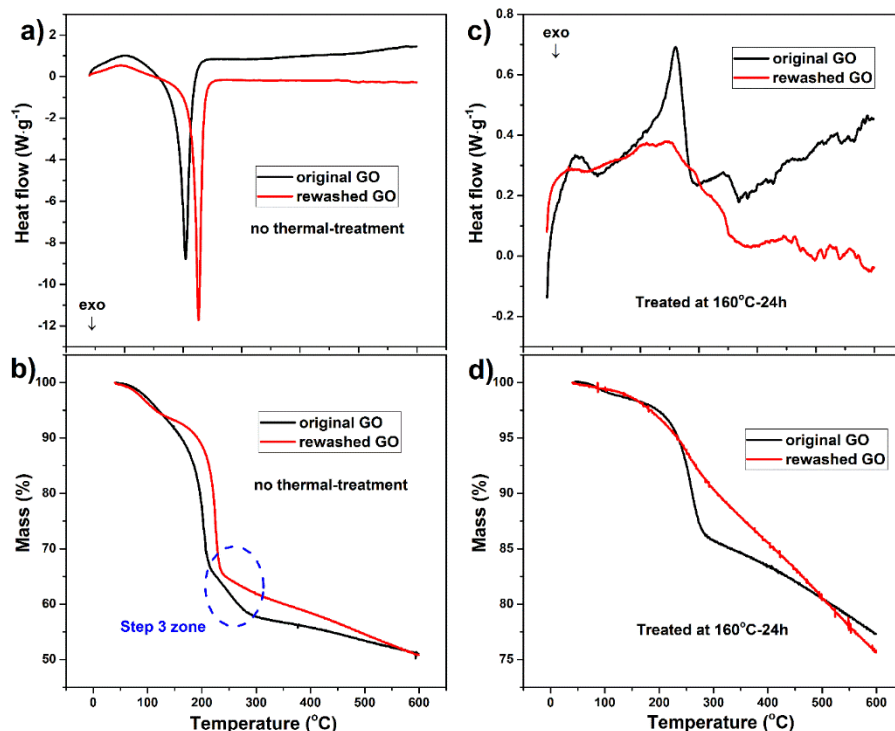 a)
Heat flow (W·g⁻¹)
2
0
-2
-4
-6
-8
-10
-12
original GO
rewashed GO
no thermal-treatment
exo
↓
b)
Mass (%)
100
90
80
70
60
50
original GO
rewashed GO
no thermal-treatment
Step 3 zone
0 100 200 300 400 500 600
Temperature (°C)
c)
Heat flow (W·g⁻¹)
0.8
0.6
0.4
0.2
0.0
-0.2
exo
↓
original GO
rewashed GO
Treated at 160°C-24h
d)
Mass (%)
100
95
90
85
80
75
original GO
rewashed GO
Treated at 160°C-24h
0 100 200 300 400 500 600
Temperature (°C)